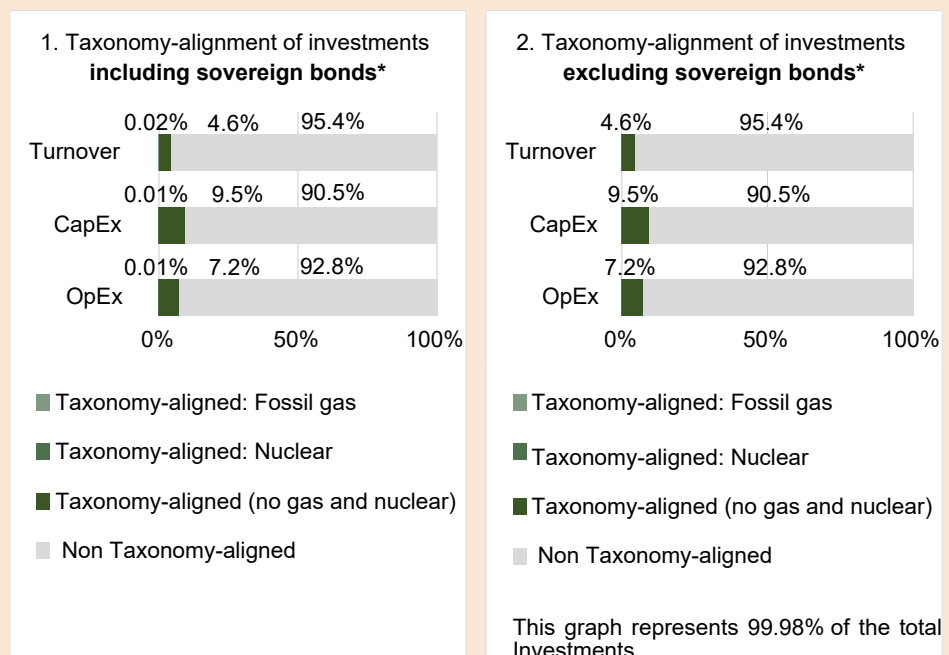 1. Taxonomy-alignment of investments
including sovereign bonds*
0.02% 4.6% 95.4%
Turnover
0.01% 9.5% 90.5%
CapEx
0.01% 7.2% 92.8%
OpEx
0% 50% 100%
Taxonomy-aligned: Fossil gas
Taxonomy-aligned: Nuclear
Taxonomy-aligned (no gas and nuclear)
Non Taxonomy-aligned
2. Taxonomy-alignment of investments
excluding sovereign bonds*
4.6% 95.4%
Turnover
9.5% 90.5%
CapEx
7.2% 92.8%
OpEx
0% 50% 100%
Taxonomy-aligned: Fossil gas
Taxonomy-aligned: Nuclear
Taxonomy-aligned (no gas and nuclear)
Non Taxonomy-aligned
This graph represents 99.98% of the total
Investments